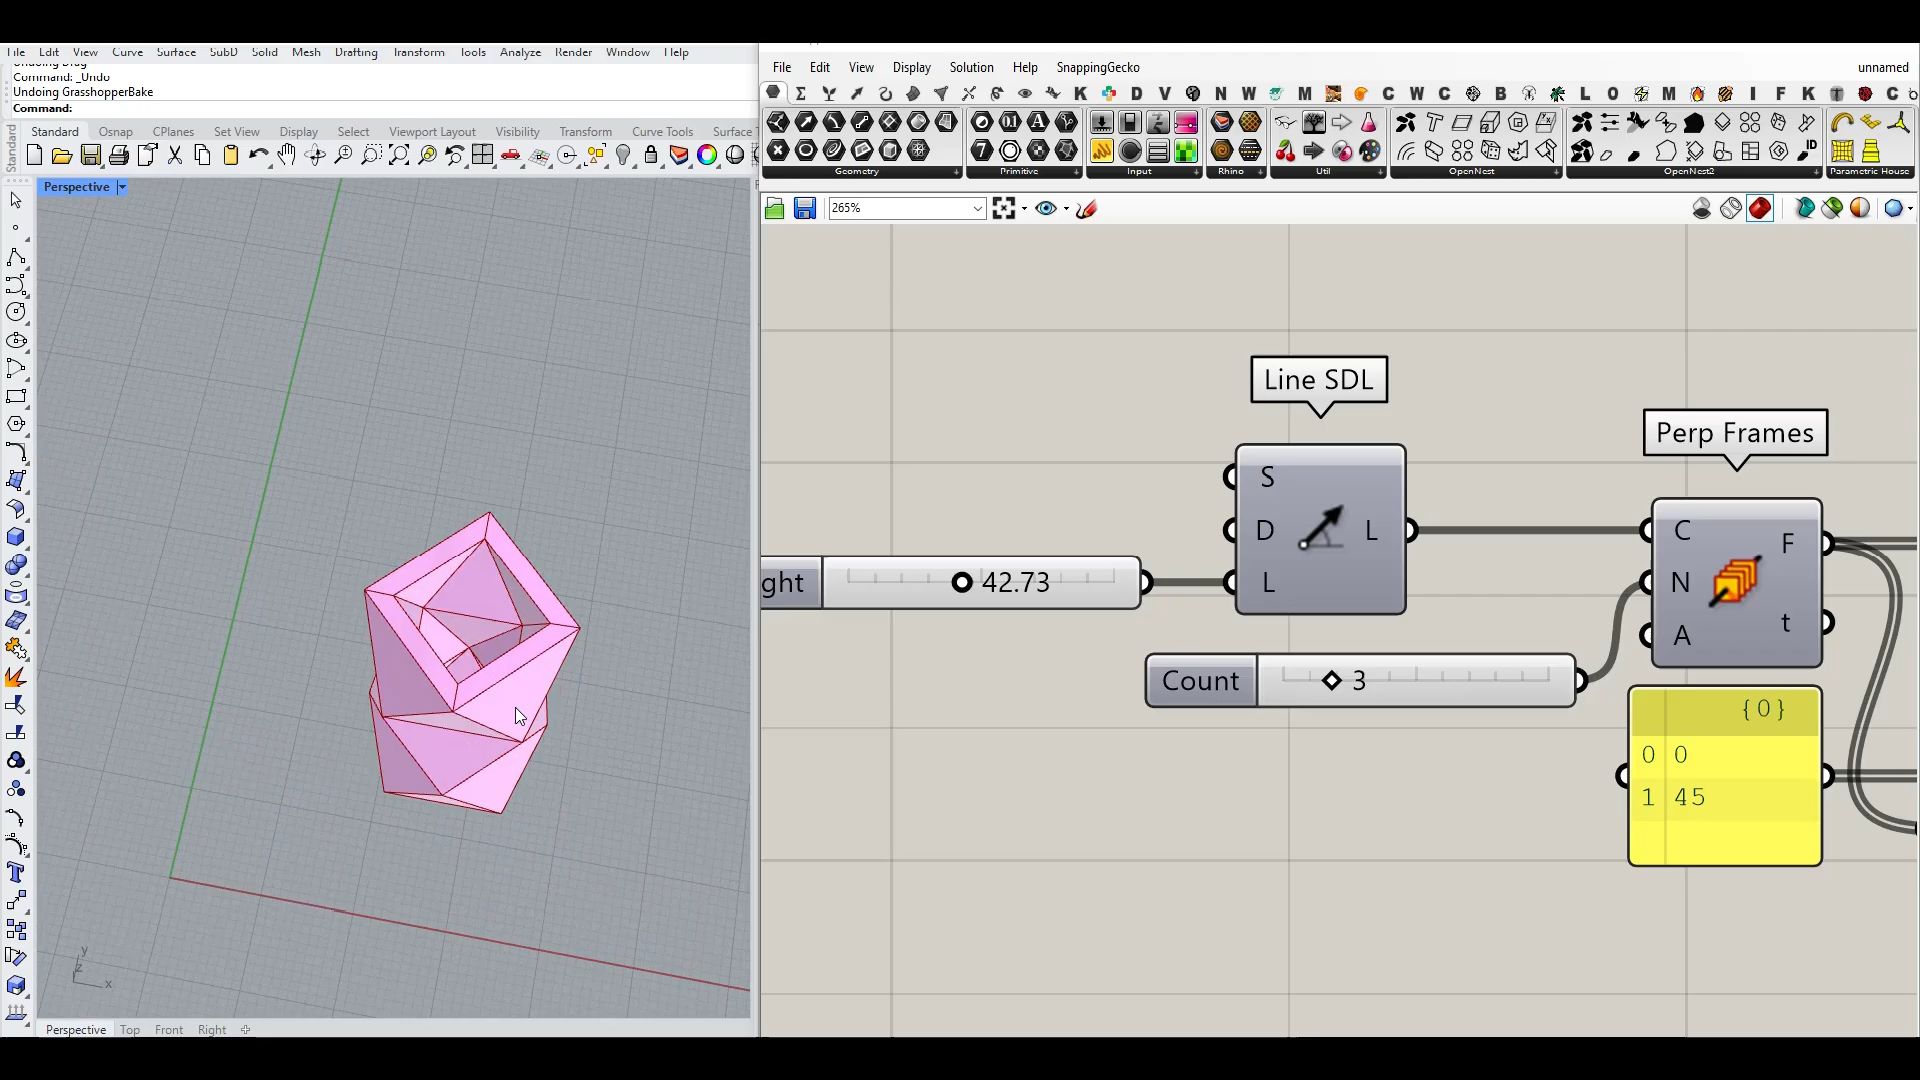 File Edit View Curve Surface SubD Solid Mesh Drafting Transform Tools Analyze Render Window Help
Undoing Drag
Command: _Undo
Undoing GrasshopperBake
Command:
Standard
Standard Osnap CPlanes Set View Display Select Viewport Layout Visibility Transform Curve Tools Surface T
Perspective
y
z
x
Perspective Top Front Right
File Edit View Display Solution Help SnappingGecko unnamed
K D V N W M C W C B L O M I F K C
Geometry Primitive Input Rhino Util OpenNest OpenNest2 Parametric House
265%
Line SDL
S
D L
L
ght 42.73
Count 3
Perp Frames
C F
N
A t
{0}
0 0
1 45